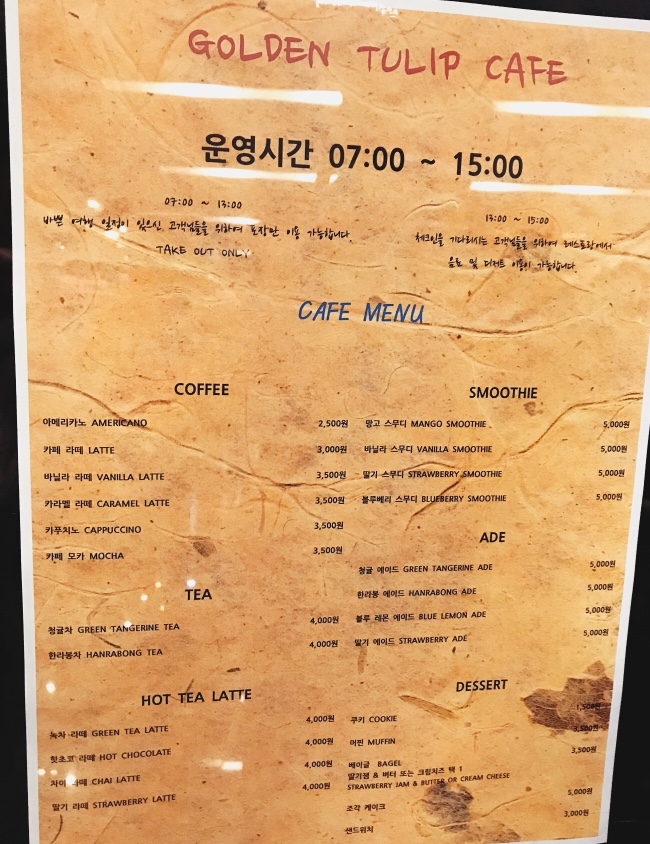 GOLDEN TULIP CAFE
운영시간 07:00 ~ 15:00
07:00 ~ 13:00
바쁜 여행 일정이 있으신 고객님들을 위하여 포장만 이용 가능합니다.
TAKE OUT ONLY
13:00 ~ 15:00
체크인을 기다리시는 고객님들을 위하여 레스토랑에서
음료 및 디저트 이용이 가능합니다.
CAFE MENU
COFFEE
아메리카노 AMERICANO 2,500원
카페 라떼 LATTE 3,000원
바닐라 라떼 VANILLA LATTE 3,500원
카라멜 라떼 CARAMEL LATTE 3,500원
카푸치노 CAPPUCCINO 3,500원
카페 모카 MOCHA 3,500원
TEA
청귤차 GREEN TANGERINE TEA 4,000원
한라봉차 HANRABONG TEA 4,000원
HOT TEA LATTE
녹차 라떼 GREEN TEA LATTE 4,000원
핫초코 라떼 HOT CHOCOLATE 4,000원
차이 라떼 CHAI LATTE 4,000원
딸기 라떼 STRAWBERRY LATTE 4,000원
SMOOTHIE
망고 스무디 MANGO SMOOTHIE 5,000원
바닐라 스무디 VANILLA SMOOTHIE 5,000원
딸기 스무디 STRAWBERRY SMOOTHIE 5,000원
블루베리 스무디 BLUEBERRY SMOOTHIE 5,000원
ADE
청귤 에이드 GREEN TANGERINE ADE 5,000원
한라봉 에이드 HANRABONG ADE 5,000원
블루 레몬 에이드 BLUE LEMON ADE 5,000원
딸기 에이드 STRAWBERRY ADE 5,000원
DESSERT
쿠키 COOKIE 1,500원
머핀 MUFFIN 3,500원
베이글 BAGEL 3,500원
딸기잼 & 버터 또는 크림치즈 택 1
STRAWBERRY JAM & BUTTER OR CREAM CHEESE
조각 케이크 5,000원
샌드위치 3,000원